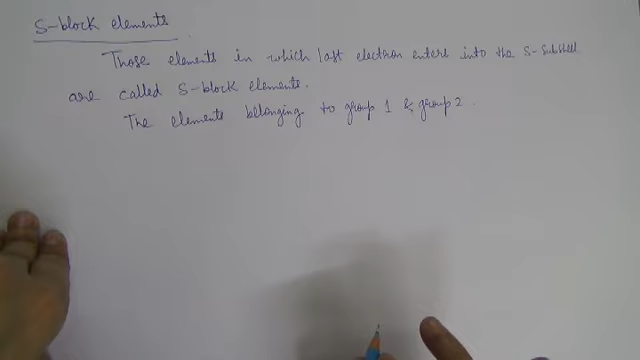 S-block elements
Those elements in which last electron enters into the S-Subshell
are called S-block elements.
The elements belonging to group 1 & group 2.